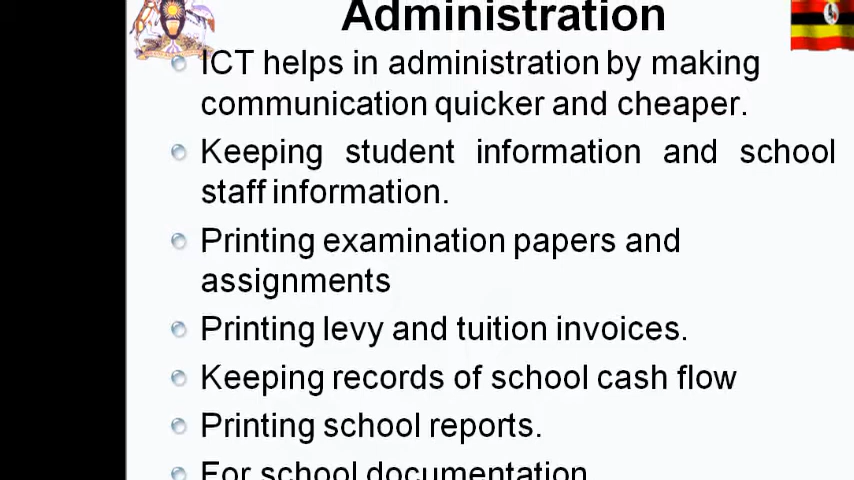 Administration
ICT helps in administration by making
communication quicker and cheaper.
Keeping student information and school
staff information.
Printing examination papers and
assignments
Printing levy and tuition invoices.
Keeping records of school cash flow
Printing school reports.
For school documentation